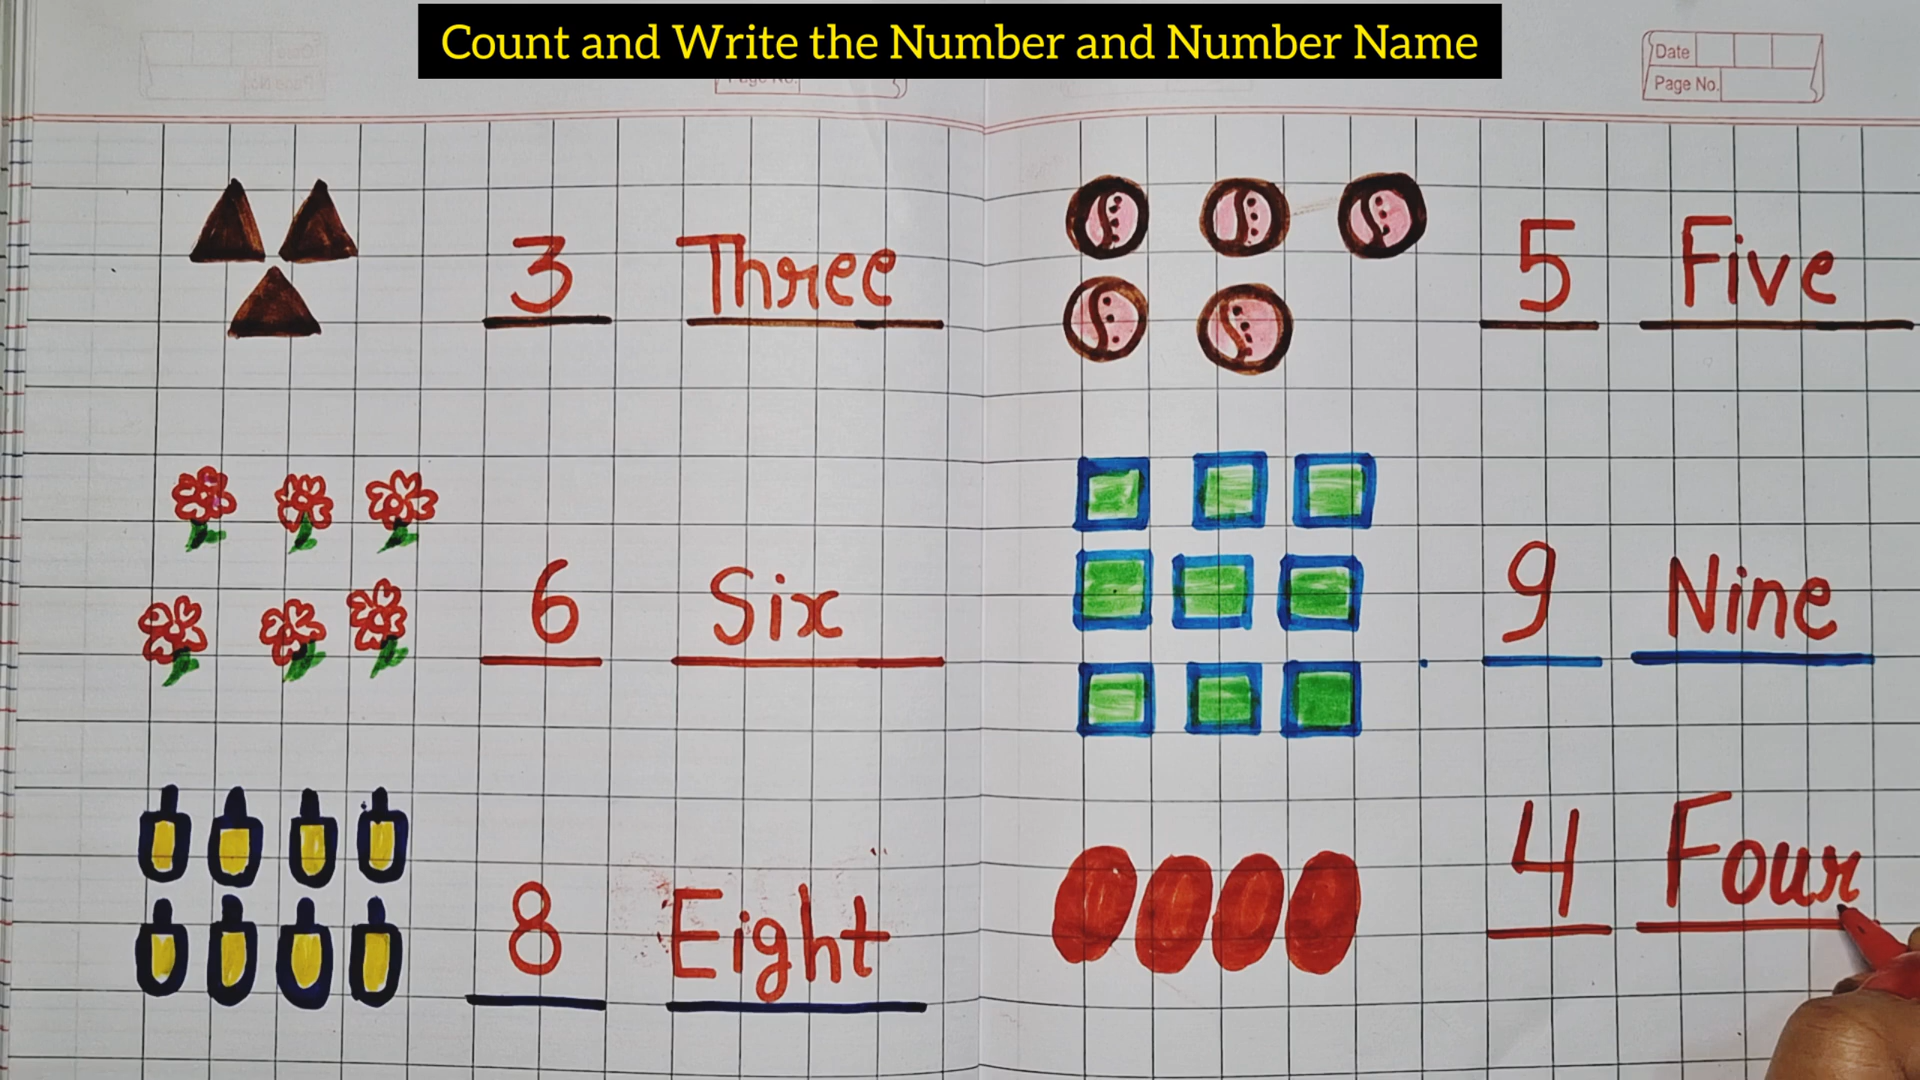 Count and Write the Number and Number Name
Date
Page No.
3 Three
5 Five
6 Six
9 Nine
8 Eight
4 Four